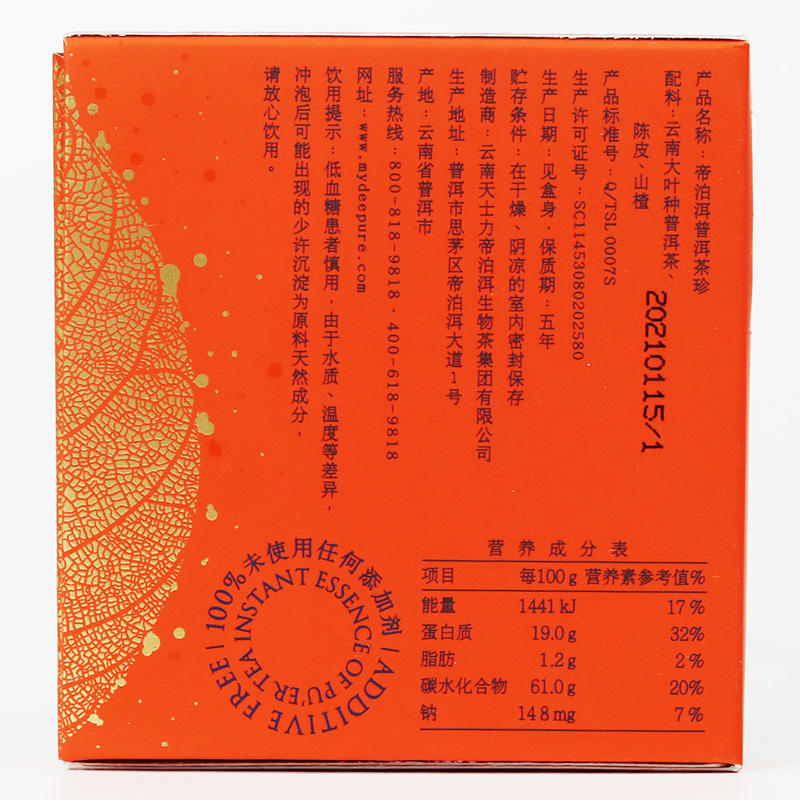 产品名称：帝泊洱普洱茶珍
配料：云南大叶种普洱茶、
陈皮、山楂
20210115/1
产品标准号：Q/TSL 0007S
生产许可证号：SC11453080202580
生产日期：见盒身·保质期：五年
贮存条件：在干燥、阴凉的室内密封保存
制造商：云南天士力帝泊洱生物茶集团有限公司
生产地址：普洱市思茅区帝泊洱大道1号
产地：云南省普洱市
服务热线：800-818-9818·400-618-9818
网址：www.mydeepure.com
饮用提示：低血糖患者慎用，由于水质、温度等差异，
冲泡后可能出现的少许沉淀为原料天然成分，
请放心饮用。
营养成分表
项目 每100g 营养素参考值%
能量 1441kJ 17%
蛋白质 19.0g 32%
脂肪 1.2g 2%
碳水化合物 61.0g 20%
钠 148mg 7%
100%未使用任何添加剂 | ADDITIVE FREE |
INSTANT ESSENCE OF PU'ER TEA